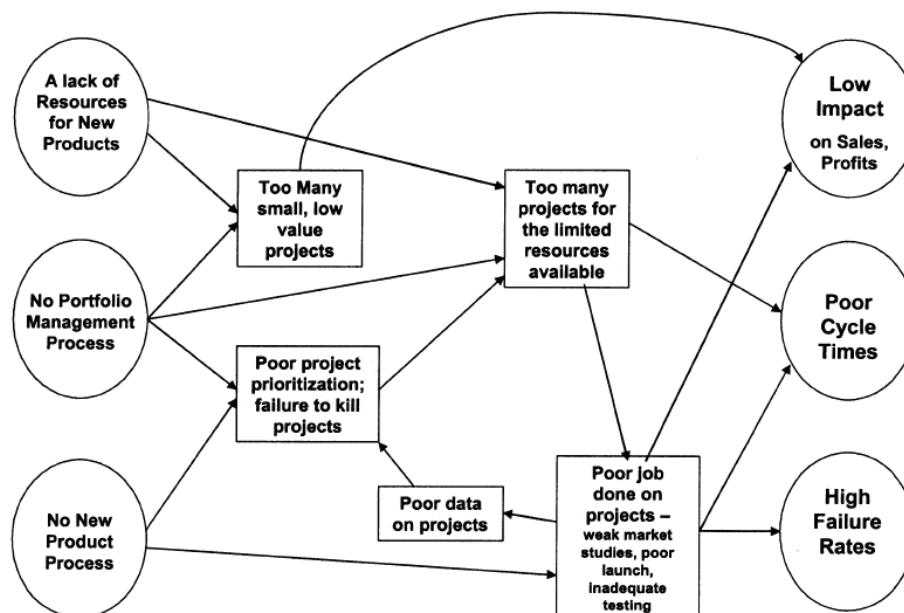 A lack of
Resources
for New
Products
Low
Impact
on Sales,
Profits
Too Many
small, low
value
projects
Too many
projects for
the limited
resources
available
No Portfolio
Management
Process
Poor
Cycle
Times
Poor project
prioritization;
failure to kill
projects
No New
Product
Process
Poor data
on projects
Poor job
done on
projects –
weak market
studies, poor
launch,
inadequate
testing
High
Failure
Rates